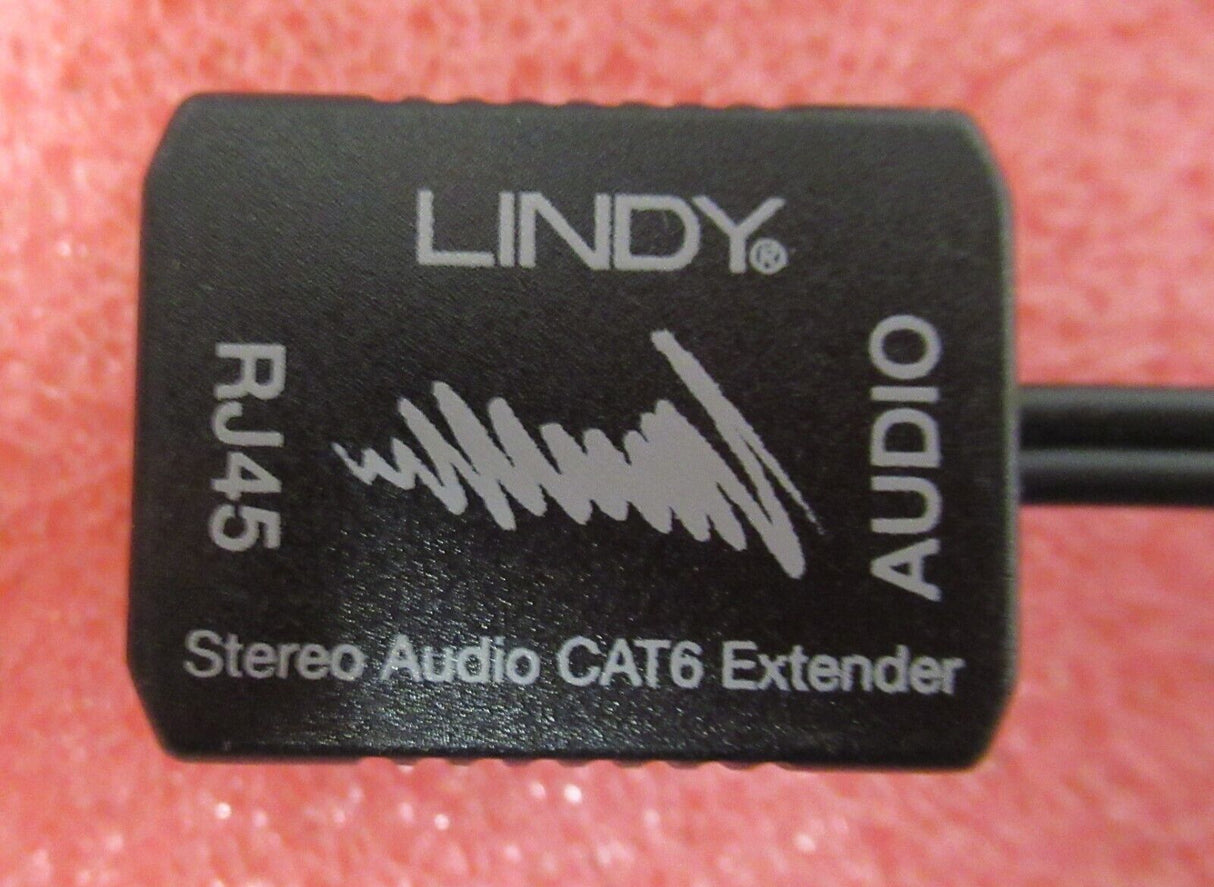 LINDY®
RJ45
AUDIO
Stereo Audio CAT6 Extender